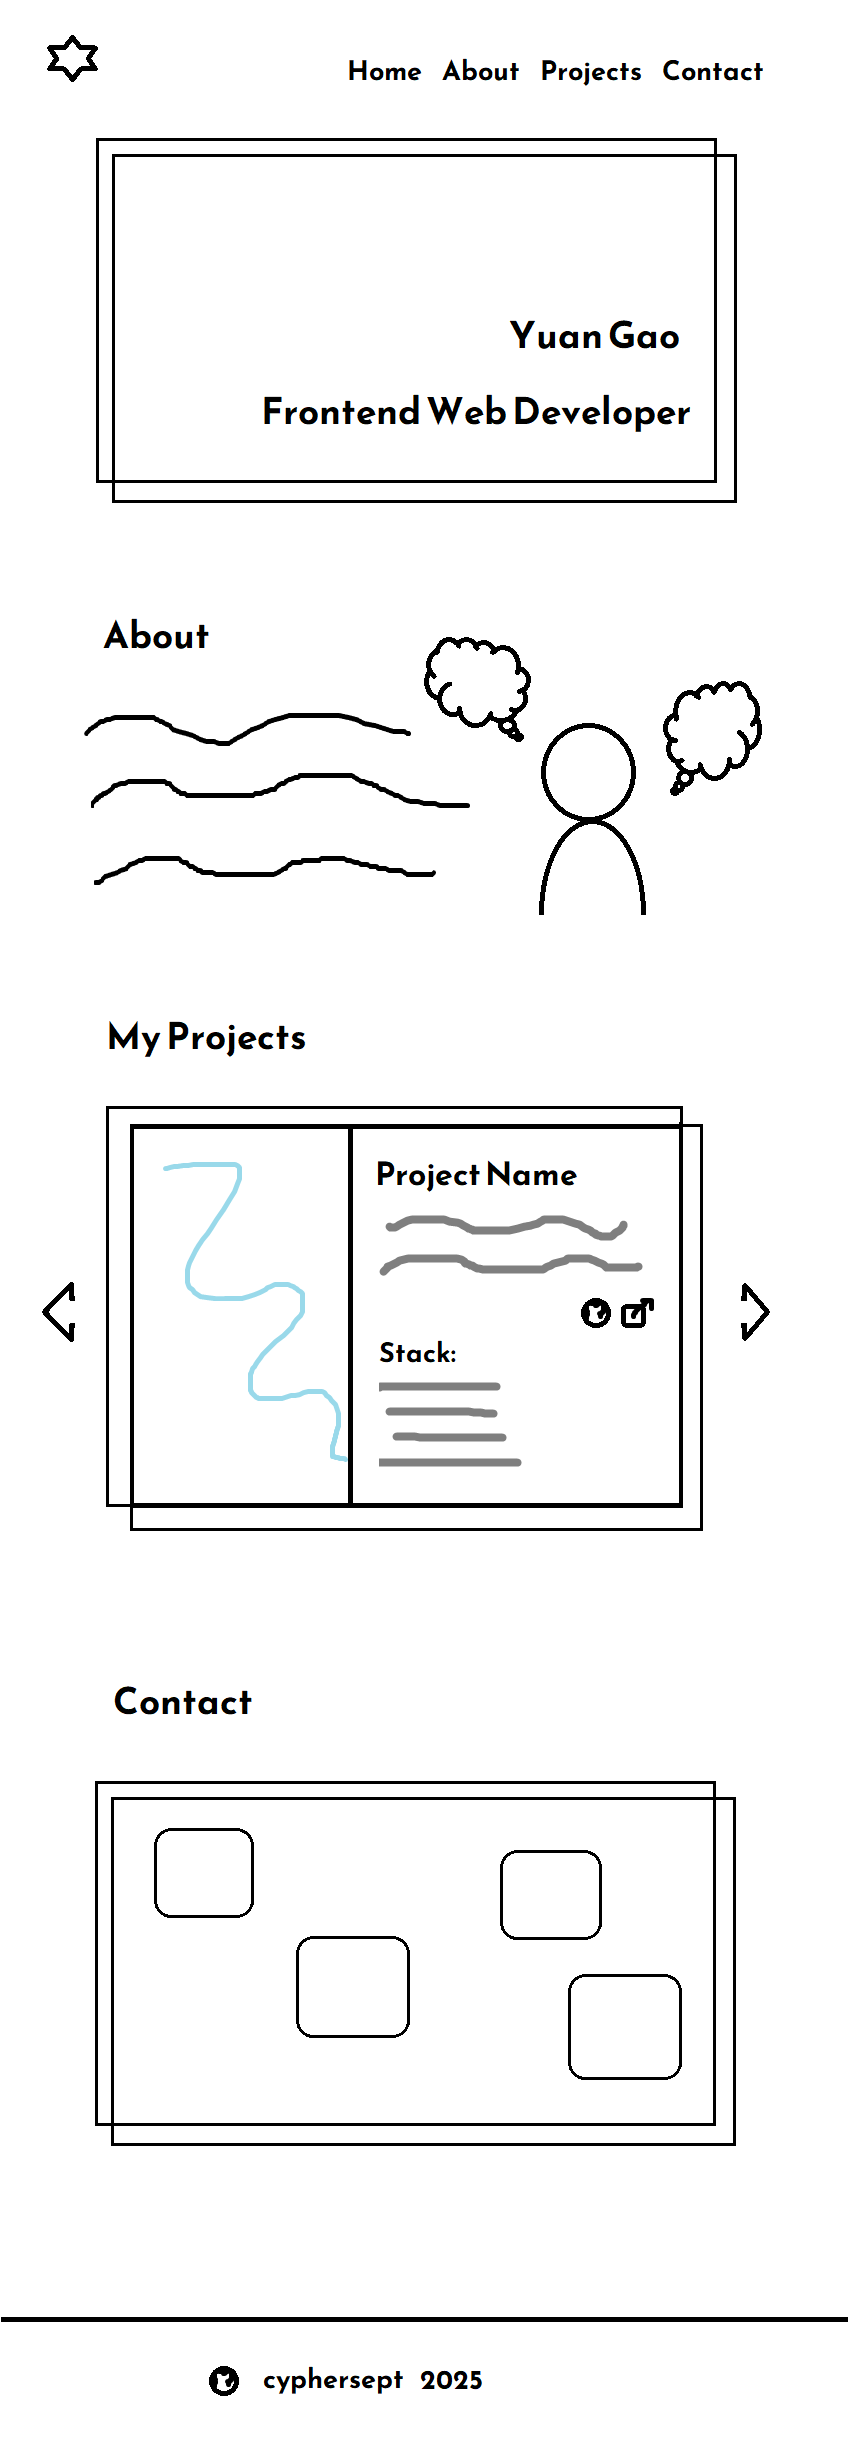 Home About Projects Contact
Yuan Gao
Frontend Web Developer
About
My Projects
Project Name
Stack:
Contact
cyphersept 2025